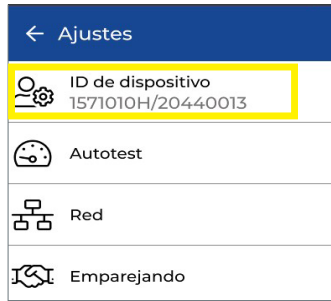 Ajustes
ID de dispositivo
1571010H/20440013
Autotest
Red
Emparejando